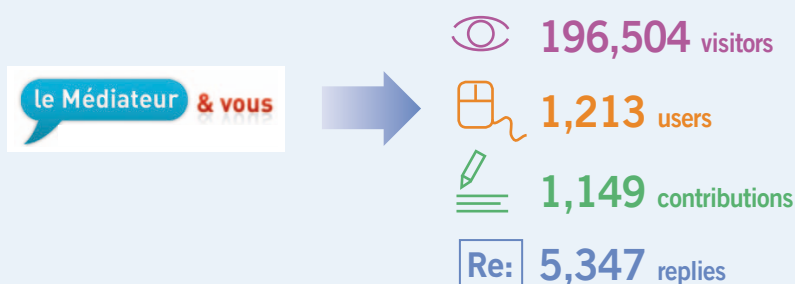 le Médiateur & vous
196,504 visitors
1,213 users
1,149 contributions
Re: 5,347 replies